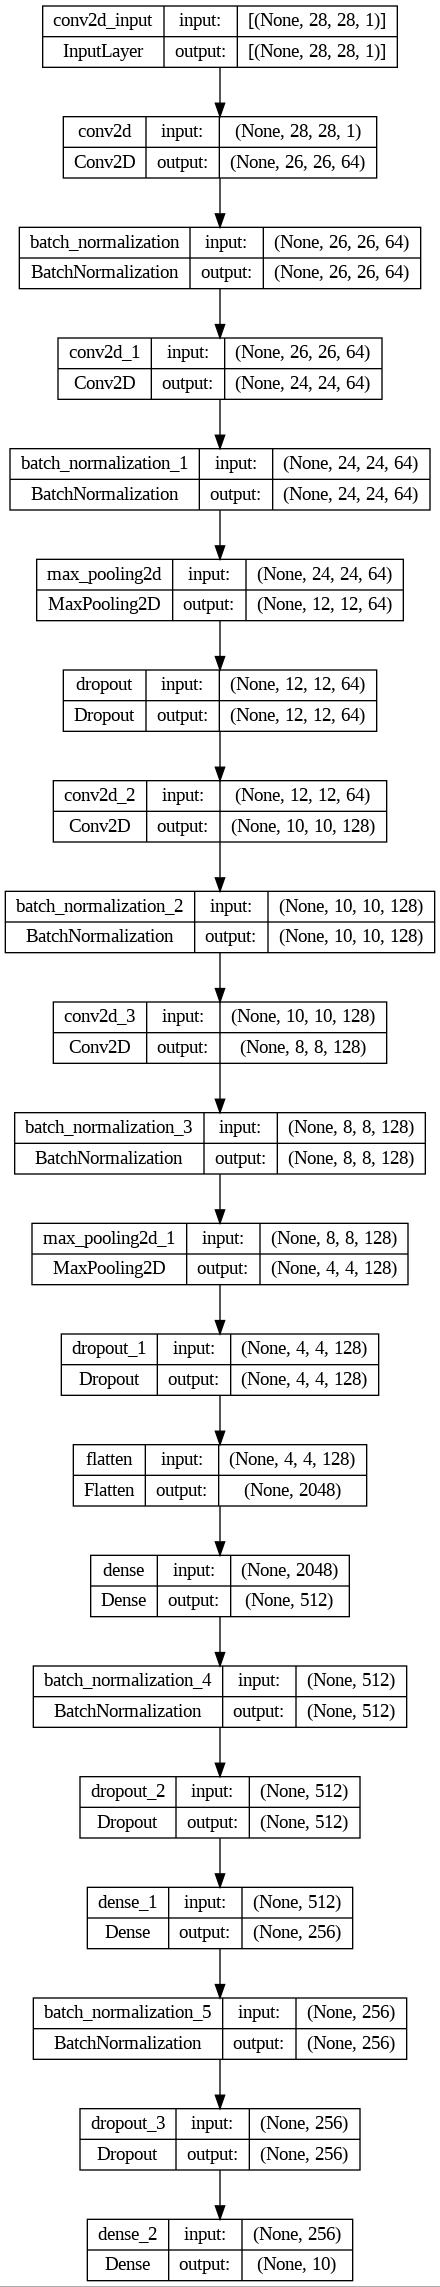 conv2d_input input: [(None, 28, 28, 1)]
InputLayer output: [(None, 28, 28, 1)]
conv2d input: (None, 28, 28, 1)
Conv2D output: (None, 26, 26, 64)
batch_normalization input: (None, 26, 26, 64)
BatchNormalization output: (None, 26, 26, 64)
conv2d_1 input: (None, 26, 26, 64)
Conv2D output: (None, 24, 24, 64)
batch_normalization_1 input: (None, 24, 24, 64)
BatchNormalization output: (None, 24, 24, 64)
max_pooling2d input: (None, 24, 24, 64)
MaxPooling2D output: (None, 12, 12, 64)
dropout input: (None, 12, 12, 64)
Dropout output: (None, 12, 12, 64)
conv2d_2 input: (None, 12, 12, 64)
Conv2D output: (None, 10, 10, 128)
batch_normalization_2 input: (None, 10, 10, 128)
BatchNormalization output: (None, 10, 10, 128)
conv2d_3 input: (None, 10, 10, 128)
Conv2D output: (None, 8, 8, 128)
batch_normalization_3 input: (None, 8, 8, 128)
BatchNormalization output: (None, 8, 8, 128)
max_pooling2d_1 input: (None, 8, 8, 128)
MaxPooling2D output: (None, 4, 4, 128)
dropout_1 input: (None, 4, 4, 128)
Dropout output: (None, 4, 4, 128)
flatten input: (None, 4, 4, 128)
Flatten output: (None, 2048)
dense input: (None, 2048)
Dense output: (None, 512)
batch_normalization_4 input: (None, 512)
BatchNormalization output: (None, 512)
dropout_2 input: (None, 512)
Dropout output: (None, 512)
dense_1 input: (None, 512)
Dense output: (None, 256)
batch_normalization_5 input: (None, 256)
BatchNormalization output: (None, 256)
dropout_3 input: (None, 256)
Dropout output: (None, 256)
dense_2 input: (None, 256)
Dense output: (None, 10)